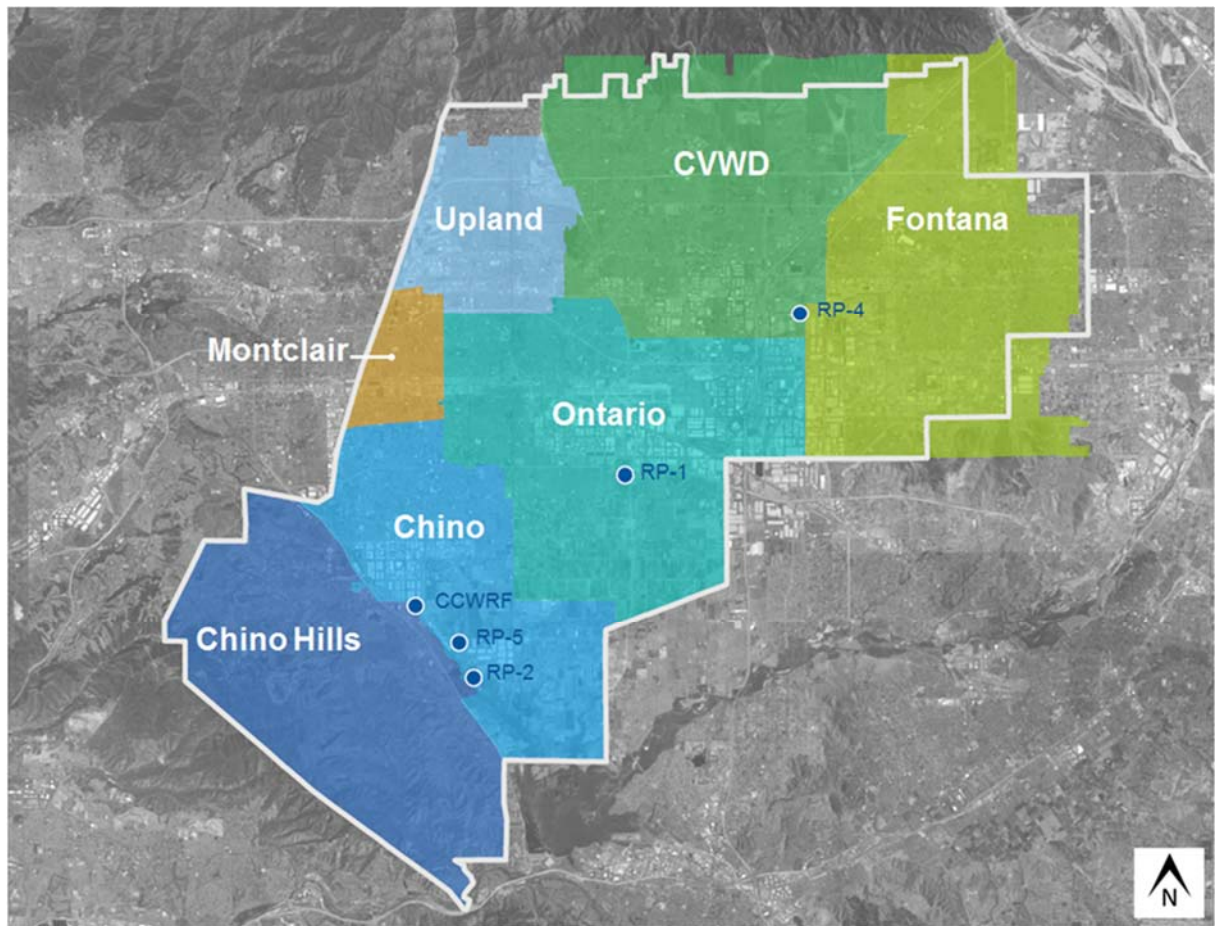 CVWD
Upland
Fontana
RP-4
Montclair
Ontario
RP-1
Chino
CCWRF
Chino Hills
RP-5
RP-2
N